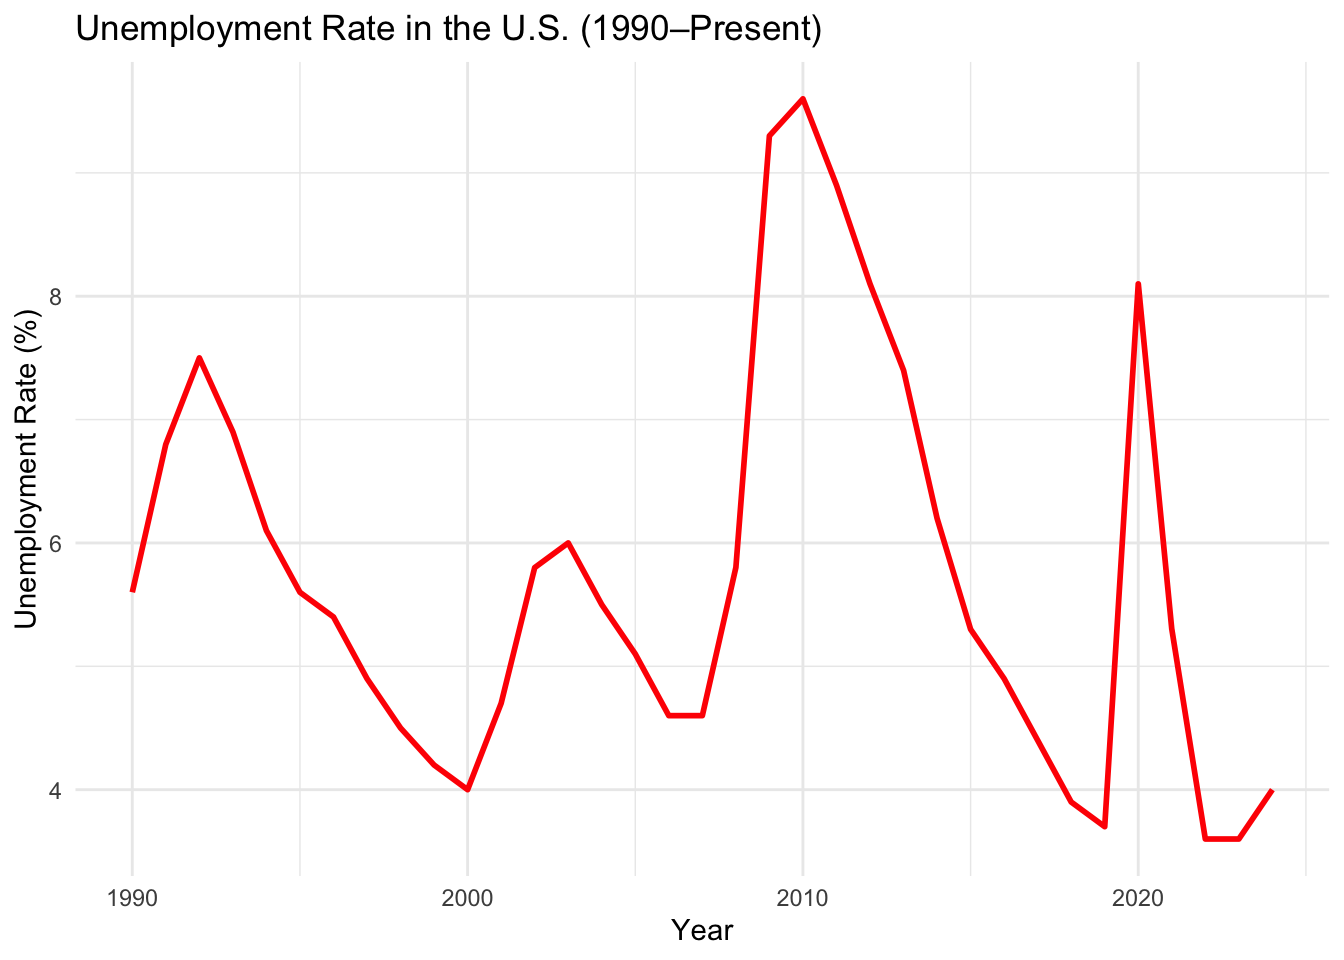 Unemployment Rate in the U.S. (1990–Present)
Unemployment Rate (%)
8
6
4
1990 2000 2010 2020
Year